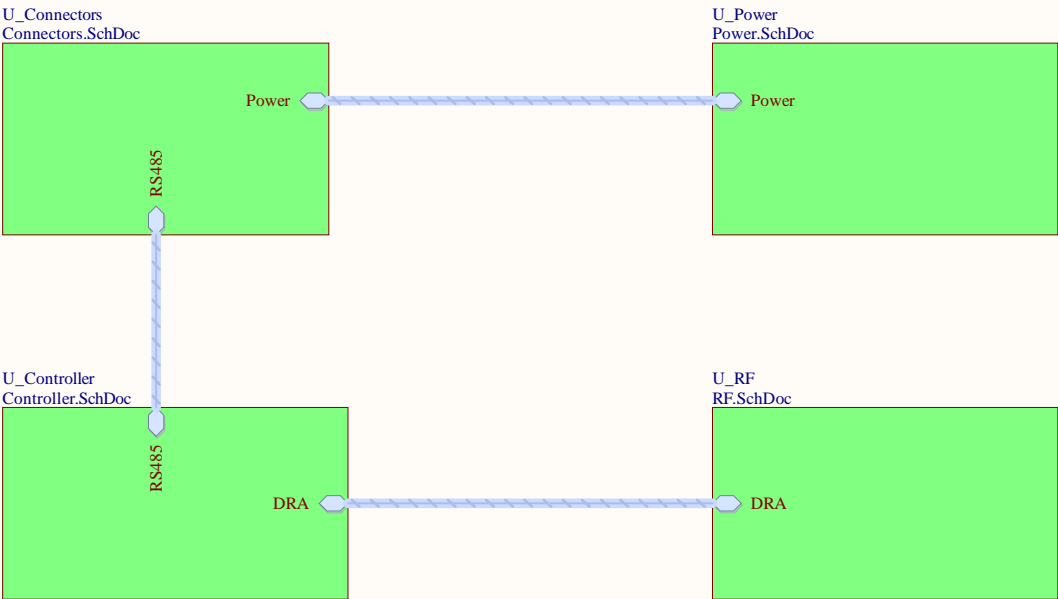 U_Connectors
Connectors.SchDoc
Power
RS485
U_Power
Power.SchDoc
Power
U_Controller
Controller.SchDoc
RS485
DRA
U_RF
RF.SchDoc
DRA